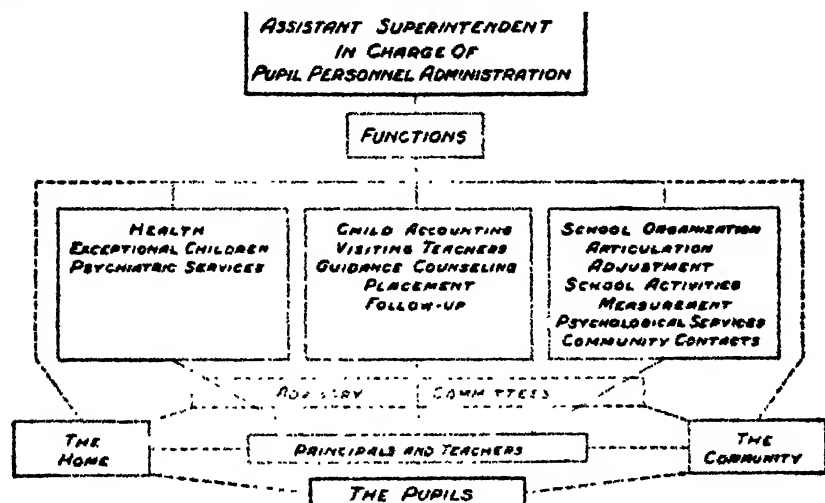 ASSISTANT SUPERINTENDENT
IN CHARGE OF
PUPIL PERSONNEL ADMINISTRATION
FUNCTIONS
HEALTH
EXCEPTIONAL CHILDREN
PSYCHIATRIC SERVICES
CHILD ACCOUNTING
VISITING TEACHERS
GUIDANCE COUNSELING
PLACEMENT
FOLLOW-UP
SCHOOL ORGANIZATION
ARTICULATION
ADJUSTMENT
SCHOOL ACTIVITIES
MEASUREMENT
PSYCHOLOGICAL SERVICES
COMMUNITY CONTACTS
ADVISORY COMMITTEES
THE
HOME
PRINCIPALS AND TEACHERS
THE
COMMUNITY
THE PUPILS